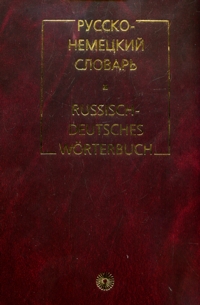 РУССКО-
НЕМЕЦКИЙ
СЛОВАРЬ
RUSSISCH-
DEUTSCHES
WÖRTERBUCH